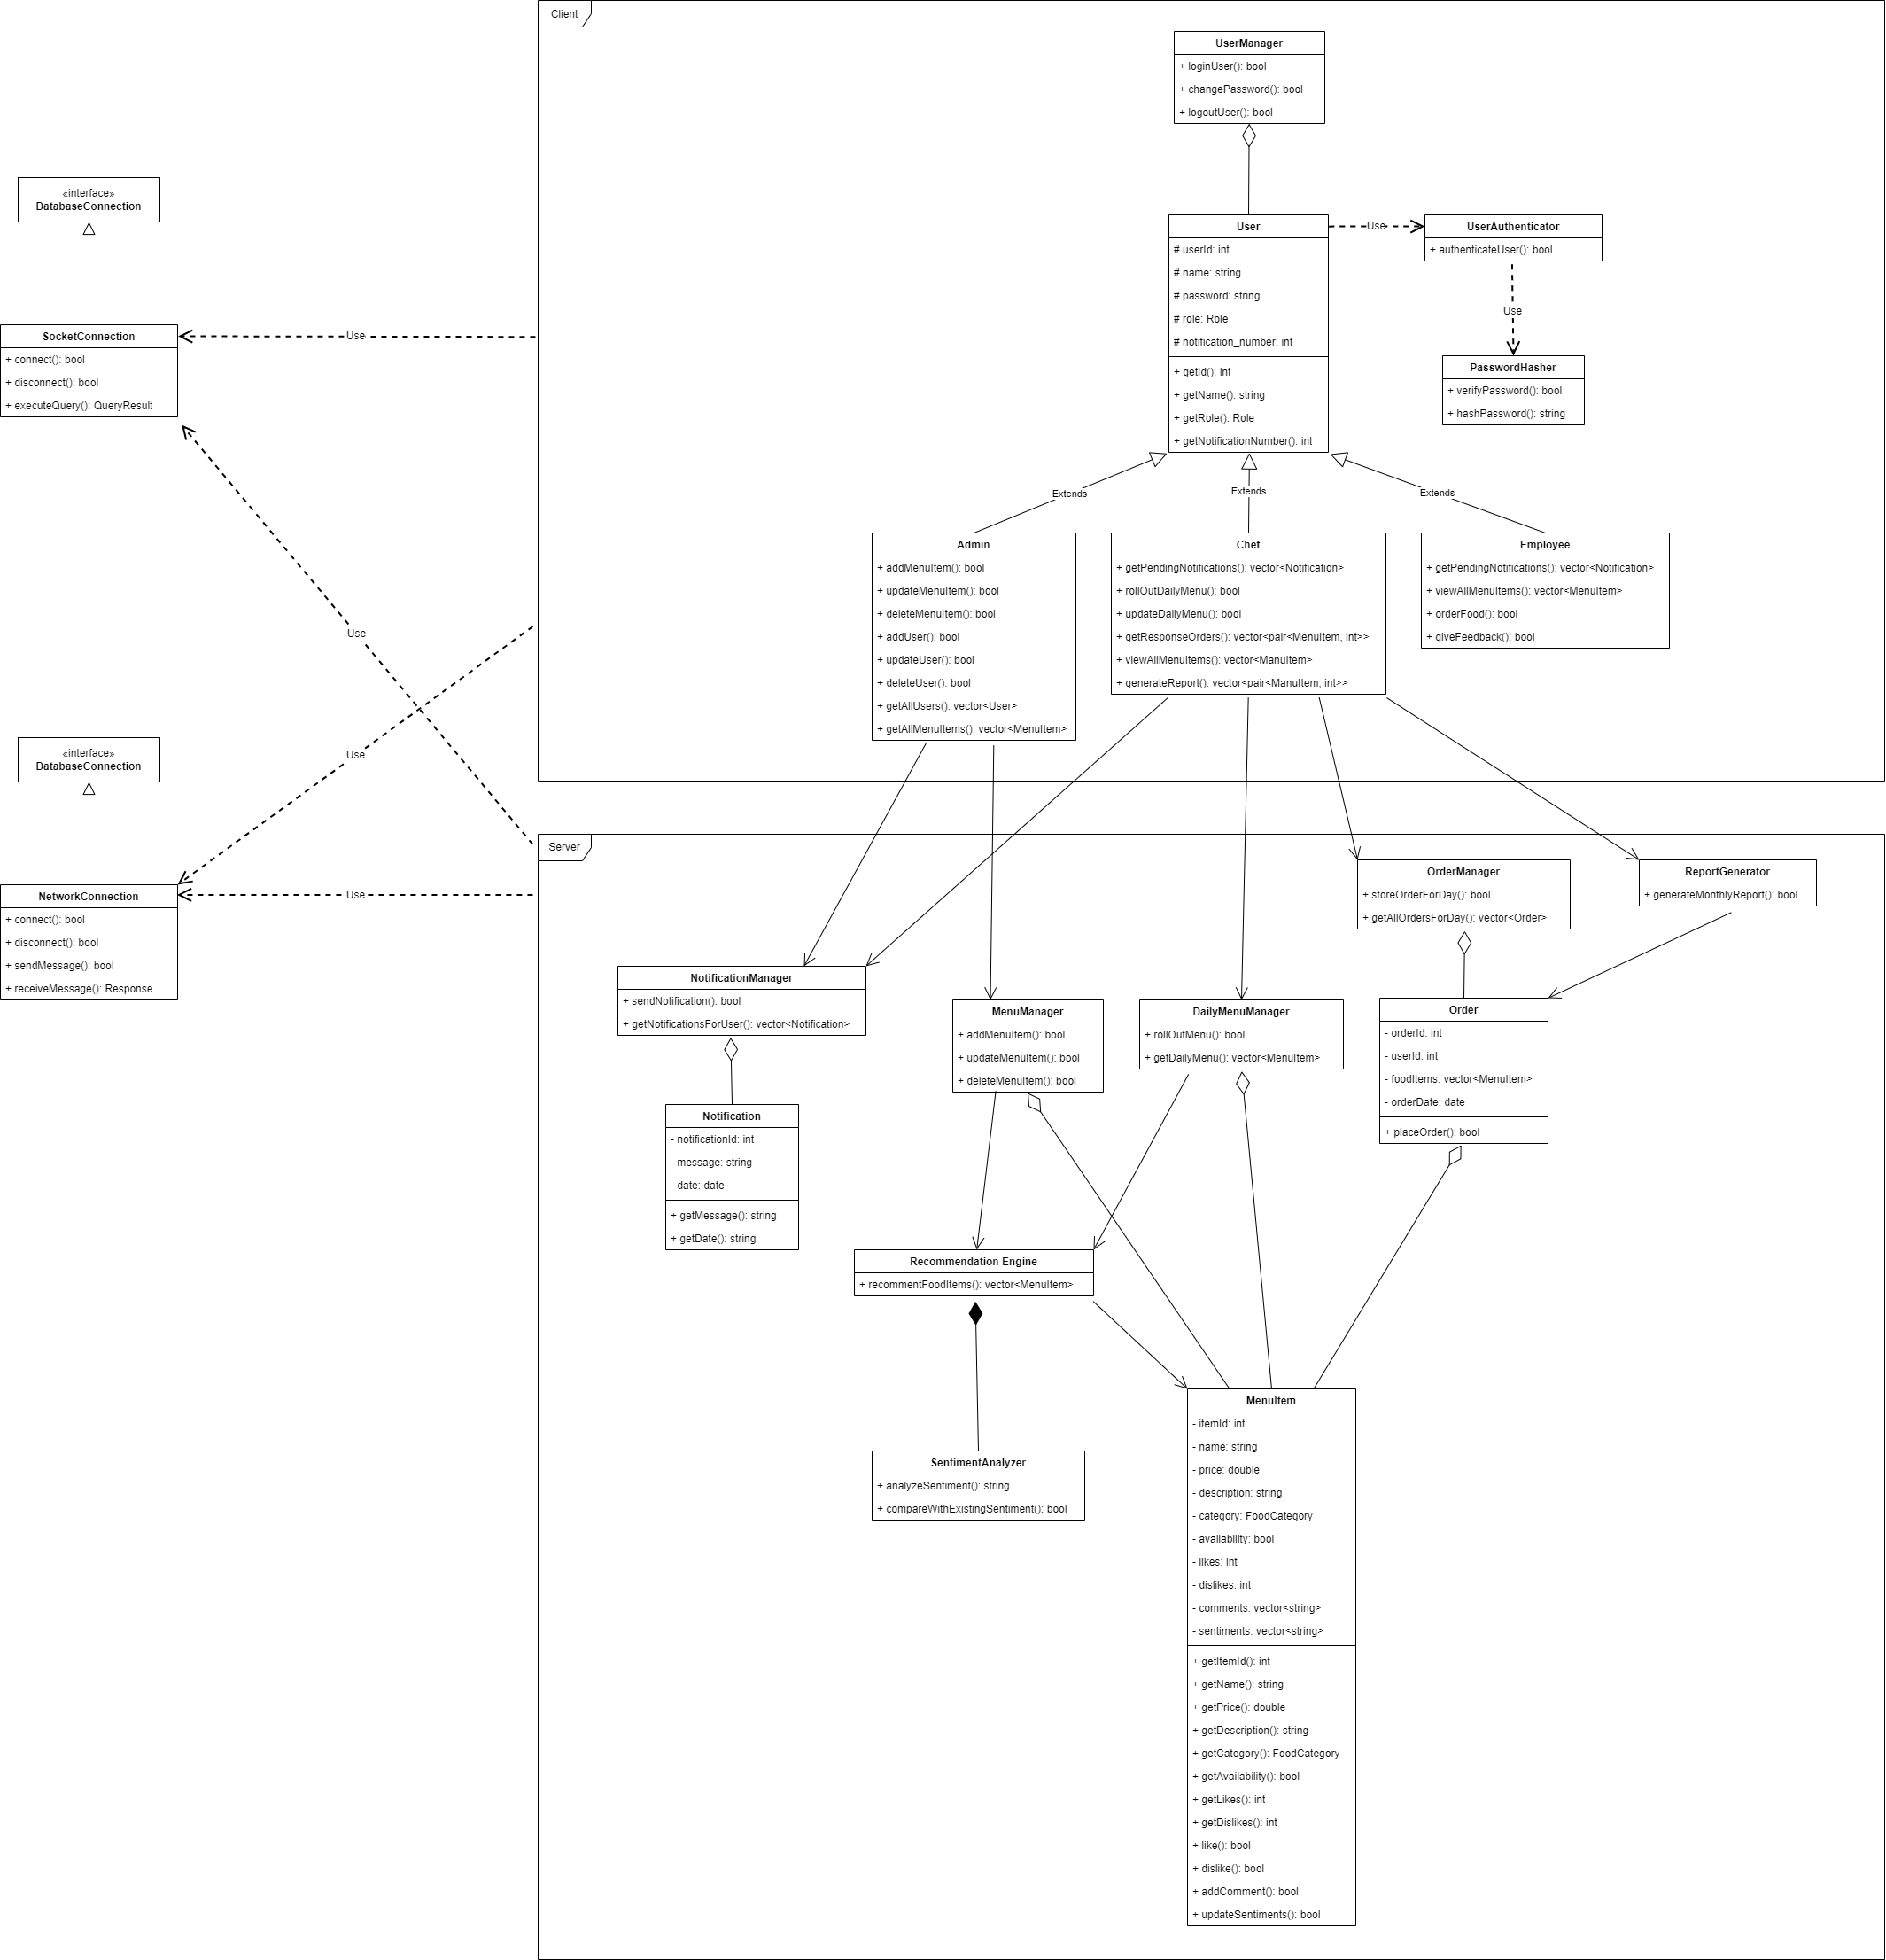 Client
UserManager
+ loginUser(): bool
+ changePassword(): bool
+ logoutUser(): bool
«interface»
DatabaseConnection
SocketConnection
+ connect(): bool
+ disconnect(): bool
+ executeQuery(): QueryResult
Use
User
# userId: int
# name: string
# password: string
# role: Role
# notification_number: int
+ getId(): int
+ getName(): string
+ getRole(): Role
+ getNotificationNumber(): int
Use
UserAuthenticator
+ authenticateUser(): bool
Use
PasswordHasher
+ verifyPassword(): bool
+ hashPassword(): string
Extends
Extends
Extends
Admin
+ addMenuItem(): bool
+ updateMenuItem(): bool
+ deleteMenuItem(): bool
+ addUser(): bool
+ updateUser(): bool
+ deleteUser(): bool
+ getAllUsers(): vector<User>
+ getAllMenuItems(): vector<MenuItem>
Chef
+ getPendingNotifications(): vector<Notification>
+ rollOutDailyMenu(): bool
+ updateDailyMenu(): bool
+ getResponseOrders(): vector<pair<MenuItem, int>>
+ viewAllMenuItems(): vector<ManuItem>
+ generateReport(): vector<pair<ManuItem, int>>
Employee
+ getPendingNotifications(): vector<Notification>
+ viewAllMenuItems(): vector<MenuItem>
+ orderFood(): bool
+ giveFeedback(): bool
Use
Use
«interface»
DatabaseConnection
NetworkConnection
+ connect(): bool
+ disconnect(): bool
+ sendMessage(): bool
+ receiveMessage(): Response
Use
Server
OrderManager
+ storeOrderForDay(): bool
+ getAllOrdersForDay(): vector<Order>
ReportGenerator
+ generateMonthlyReport(): bool
NotificationManager
+ sendNotification(): bool
+ getNotificationsForUser(): vector<Notification>
MenuManager
+ addMenuItem(): bool
+ updateMenuItem(): bool
+ deleteMenuItem(): bool
DailyMenuManager
+ rollOutMenu(): bool
+ getDailyMenu(): vector<MenuItem>
Order
- orderId: int
- userId: int
- foodItems: vector<MenuItem>
- orderDate: date
+ placeOrder(): bool
Notification
- notificationId: int
- message: string
- date: date
+ getMessage(): string
+ getDate(): string
Recommendation Engine
+ recommentFoodItems(): vector<MenuItem>
SentimentAnalyzer
+ analyzeSentiment(): string
+ compareWithExistingSentiment(): bool
MenuItem
- itemId: int
- name: string
- price: double
- description: string
- category: FoodCategory
- availability: bool
- likes: int
- dislikes: int
- comments: vector<string>
- sentiments: vector<string>
+ getItemId(): int
+ getName(): string
+ getPrice(): double
+ getDescription(): string
+ getCategory(): FoodCategory
+ getAvailability(): bool
+ getLikes(): int
+ getDislikes(): int
+ like(): bool
+ dislike(): bool
+ addComment(): bool
+ updateSentiments(): bool